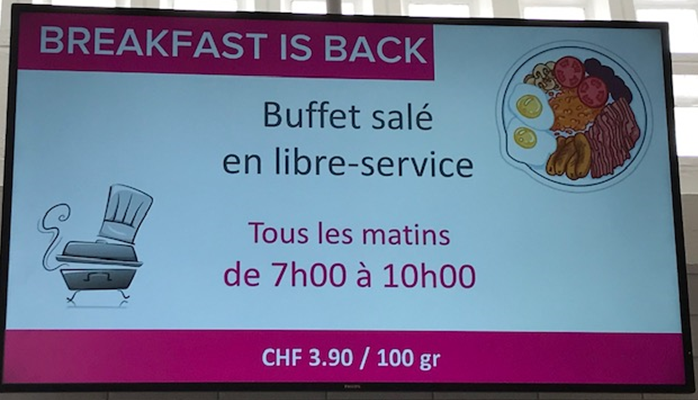 BREAKFAST IS BACK
Buffet salé
en libre-service
Tous les matins
de 7h00 à 10h00
CHF 3.90 / 100 gr
PHILIPS